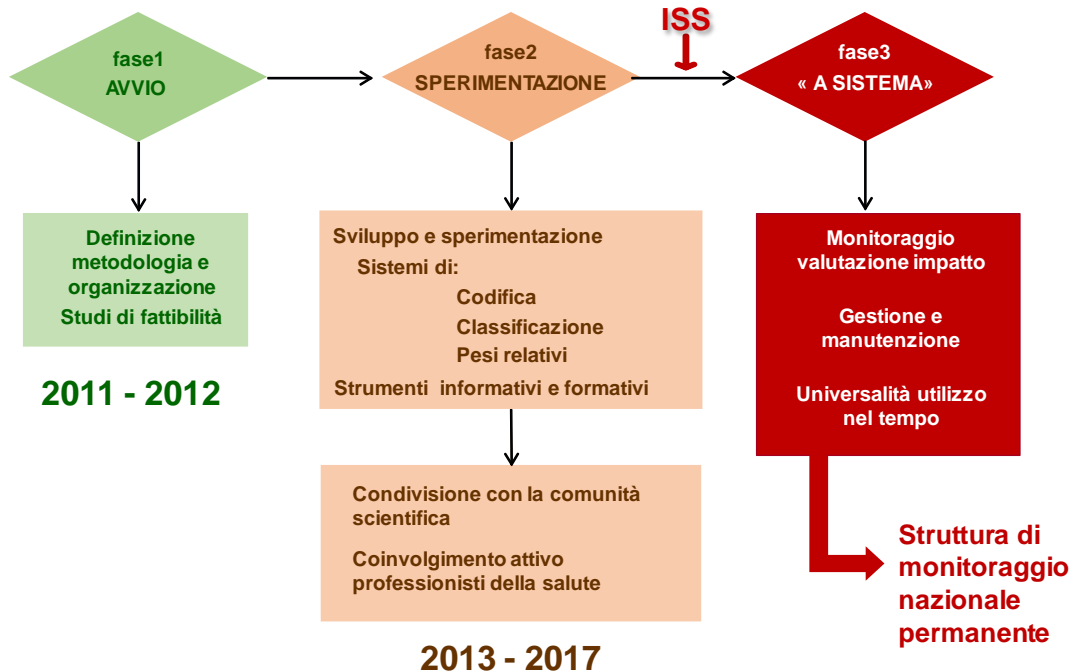 fase1
AVVIO
fase2
SPERIMENTAZIONE
ISS
fase3
« A SISTEMA»
Definizione
metodologia e
organizzazione
Studi di fattibilità
2011 - 2012
Sviluppo e sperimentazione
Sistemi di:
Codifica
Classificazione
Pesi relativi
Strumenti informativi e formativi
Condivisione con la comunità
scientifica
Coinvolgimento attivo
professionisti della salute
2013 - 2017
Monitoraggio
valutazione impatto
Gestione e
manutenzione
Universalità utilizzo
nel tempo
Struttura di
monitoraggio
nazionale
permanente